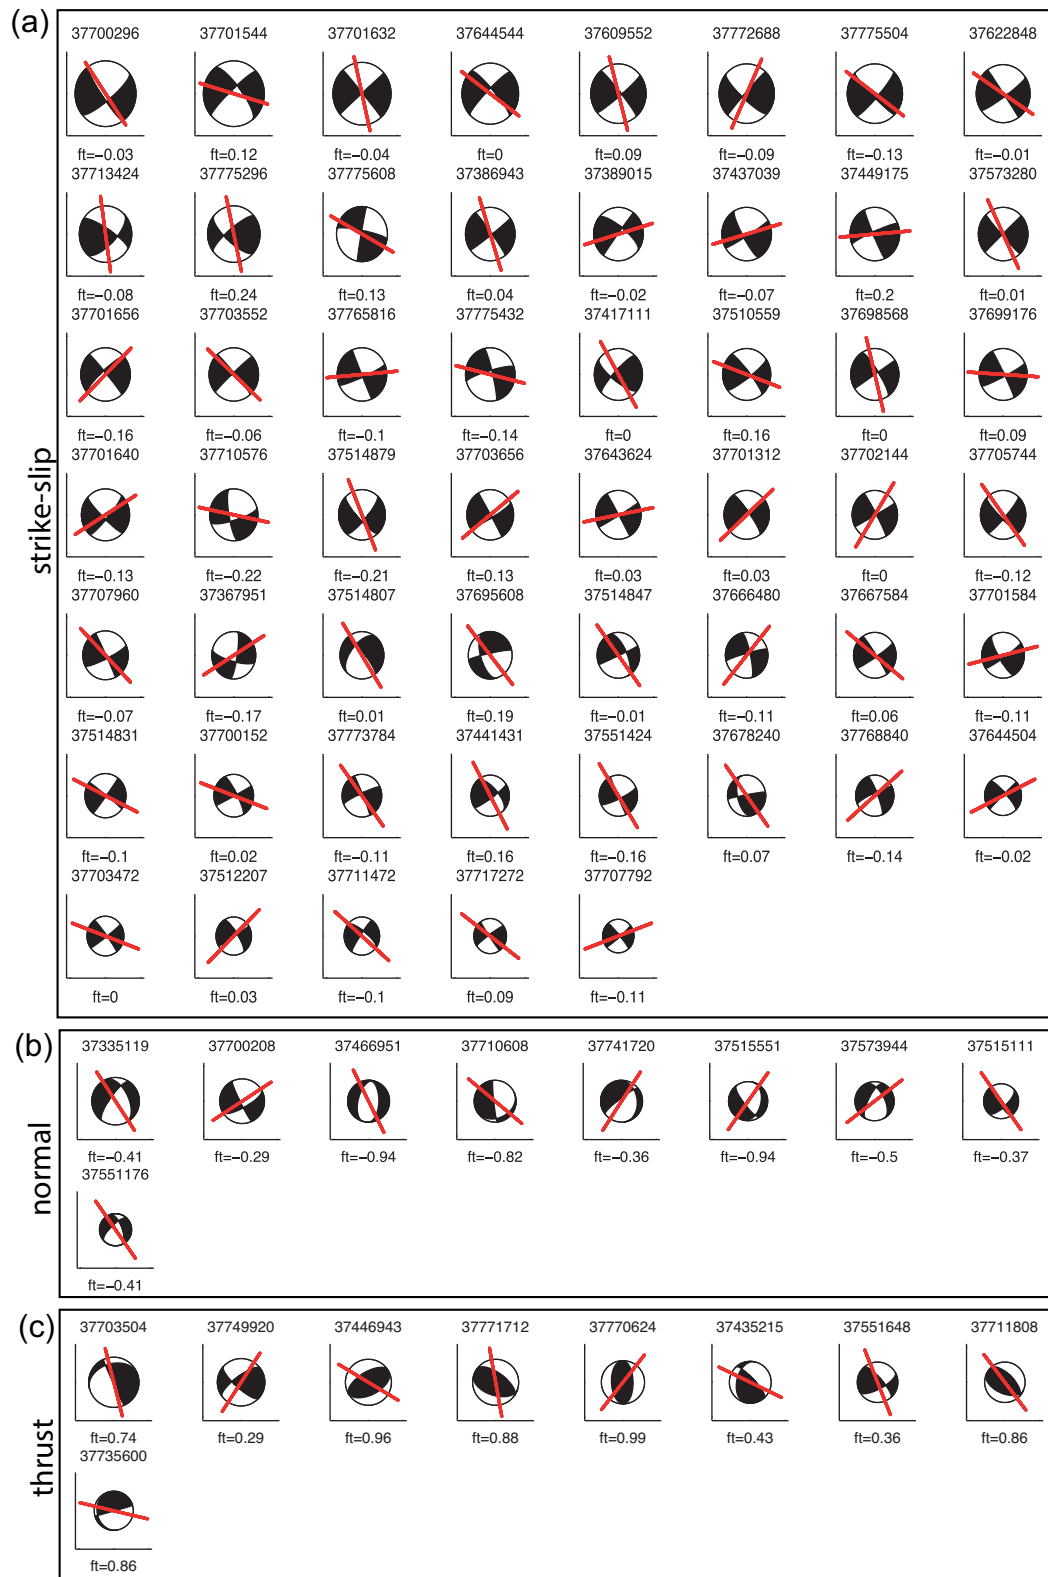 (a)
strike-slip
37700296 37701544 37701632 37644544 37609552 37772688 37775504 37622848
ft=−0.03 ft=0.12 ft=−0.04 ft=0 ft=0.09 ft=−0.09 ft=−0.13 ft=−0.01
37713424 37775296 37775608 37386943 37389015 37437039 37449175 37573280
ft=−0.08 ft=0.24 ft=0.13 ft=0.04 ft=−0.02 ft=−0.07 ft=0.2 ft=0.01
37701656 37703552 37765816 37775432 37417111 37510559 37698568 37699176
ft=−0.16 ft=−0.06 ft=−0.1 ft=−0.14 ft=0 ft=0.16 ft=0 ft=0.09
37701640 37710576 37514879 37703656 37643624 37701312 37702144 37705744
ft=−0.13 ft=−0.22 ft=−0.21 ft=0.13 ft=0.03 ft=0.03 ft=0 ft=−0.12
37707960 37367951 37514807 37695608 37514847 37666480 37667584 37701584
ft=−0.07 ft=−0.17 ft=0.01 ft=0.19 ft=−0.01 ft=−0.11 ft=0.06 ft=−0.11
37514831 37700152 37773784 37441431 37551424 37678240 37768840 37644504
ft=−0.1 ft=0.02 ft=−0.11 ft=0.16 ft=−0.16 ft=0.07 ft=−0.14 ft=−0.02
37703472 37512207 37711472 37717272 37707792
ft=0 ft=0.03 ft=−0.1 ft=0.09 ft=−0.11
(b)
normal
37335119 37700208 37466951 37710608 37741720 37515551 37573944 37515111
ft=−0.41 ft=−0.29 ft=−0.94 ft=−0.82 ft=−0.36 ft=−0.94 ft=−0.5 ft=−0.37
37551176
ft=−0.41
(c)
thrust
37703504 37749920 37446943 37771712 37770624 37435215 37551648 37711808
ft=0.74 ft=0.29 ft=0.96 ft=0.88 ft=0.99 ft=0.43 ft=0.36 ft=0.86
37735600
ft=0.86